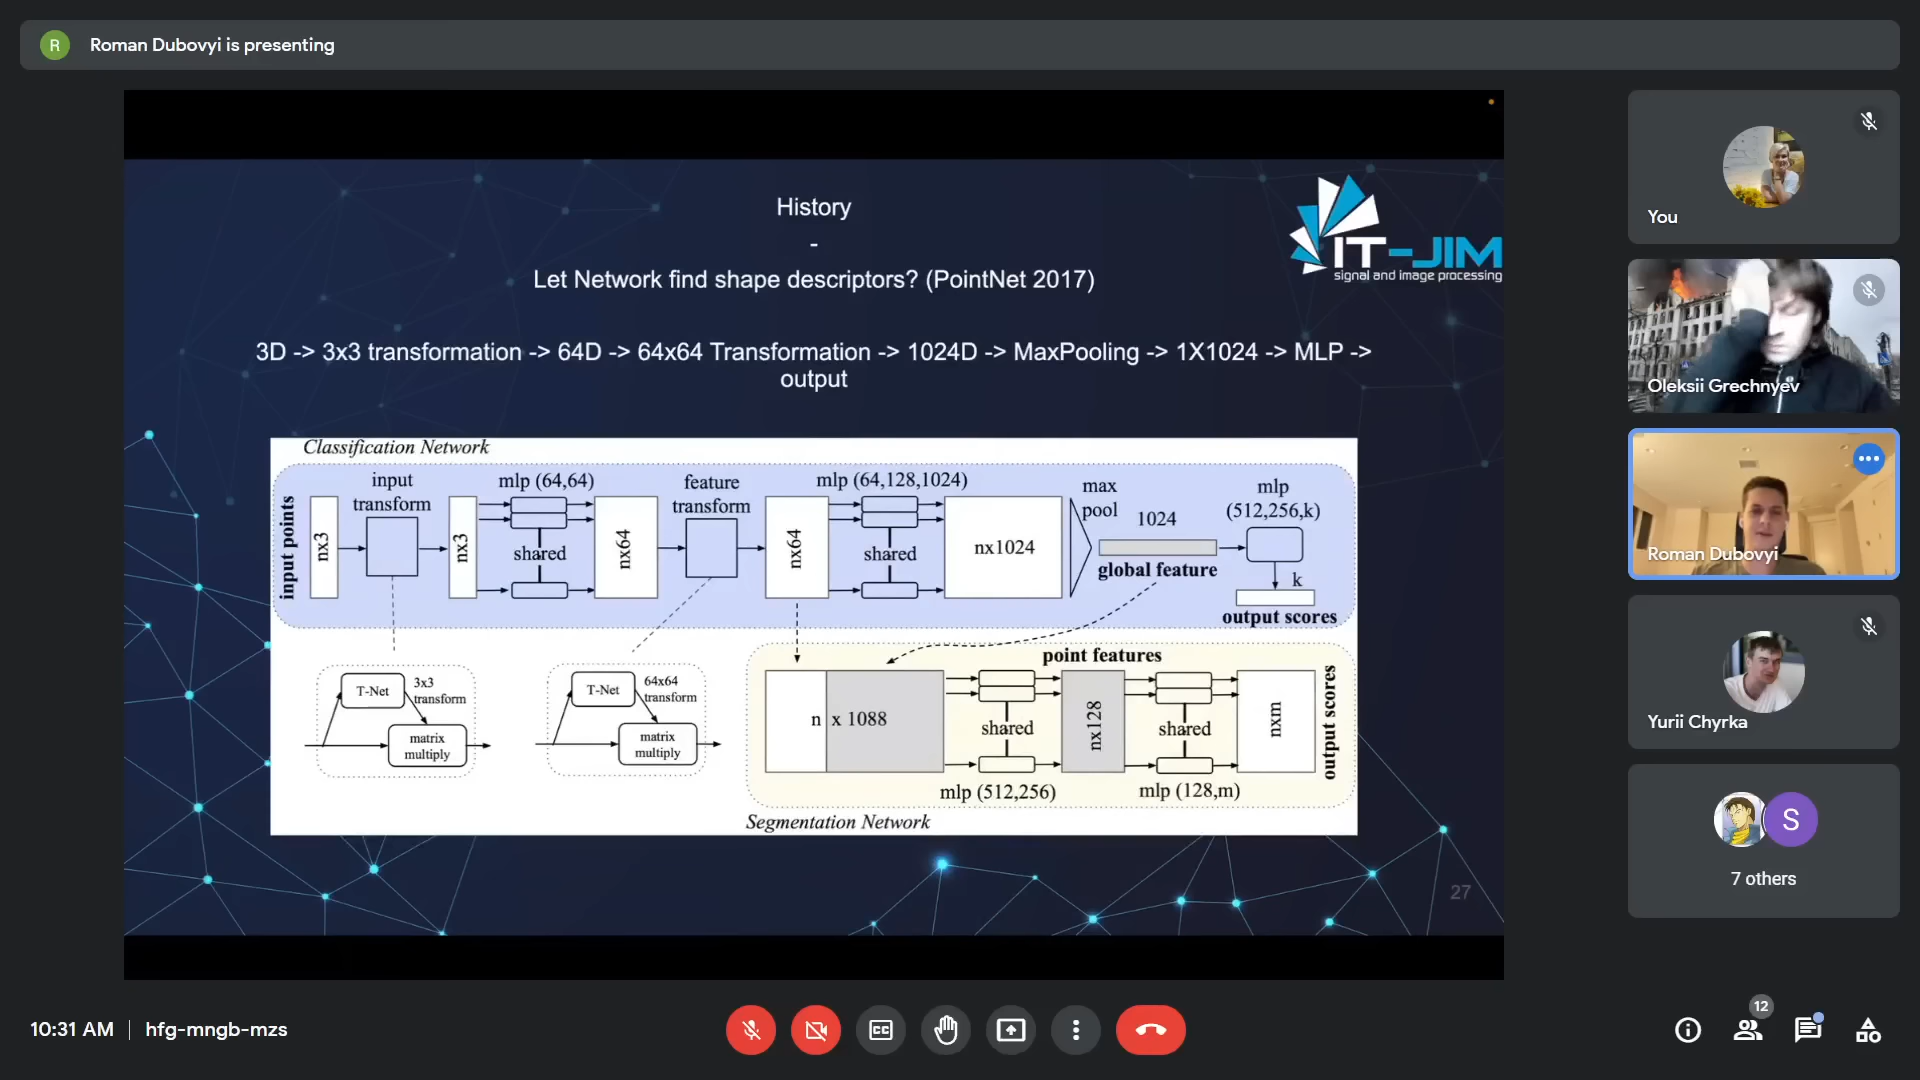 R
Roman Dubovyi is presenting
History
-
Let Network find shape descriptors? (PointNet 2017)
IT-JIM
signal and image processing
3D -> 3x3 transformation -> 64D -> 64x64 Transformation -> 1024D -> MaxPooling -> 1X1024 -> MLP ->
output
Classification Network
input points
nx3
input
transform
nx3
mlp (64,64)
shared
nx64
feature
transform
nx64
mlp (64,128,1024)
shared
nx1024
max
pool
1024
global feature
mlp
(512,256,k)
k
output scores
T-Net
3x3
transform
matrix
multiply
T-Net
64x64
transform
matrix
multiply
point features
n x 1088
shared
mlp (512,256)
nx128
shared
mlp (128,m)
nxm
output scores
Segmentation Network
27
You
Oleksii Grechnyev
Roman Dubovyi
Yurii Chyrka
S
7 others
10:31 AM | hfg-mngb-mzs
CC
12